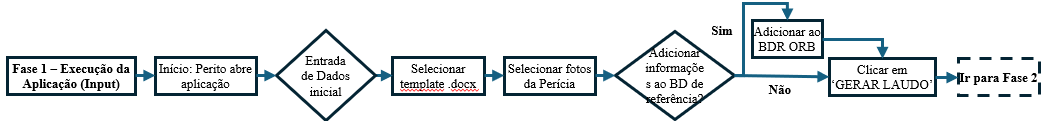 Fase 1 – Execução da
Aplicação (Input)
Início: Perito abre
aplicação
Entrada
de Dados
inicial
Selecionar
template .docx
Selecionar fotos
da Perícia
Adicionar
informaçõe
s ao BD de
referência?
Sim
Adicionar ao
BDR ORB
Não
Clicar em
‘GERAR LAUDO’
Ir para Fase 2